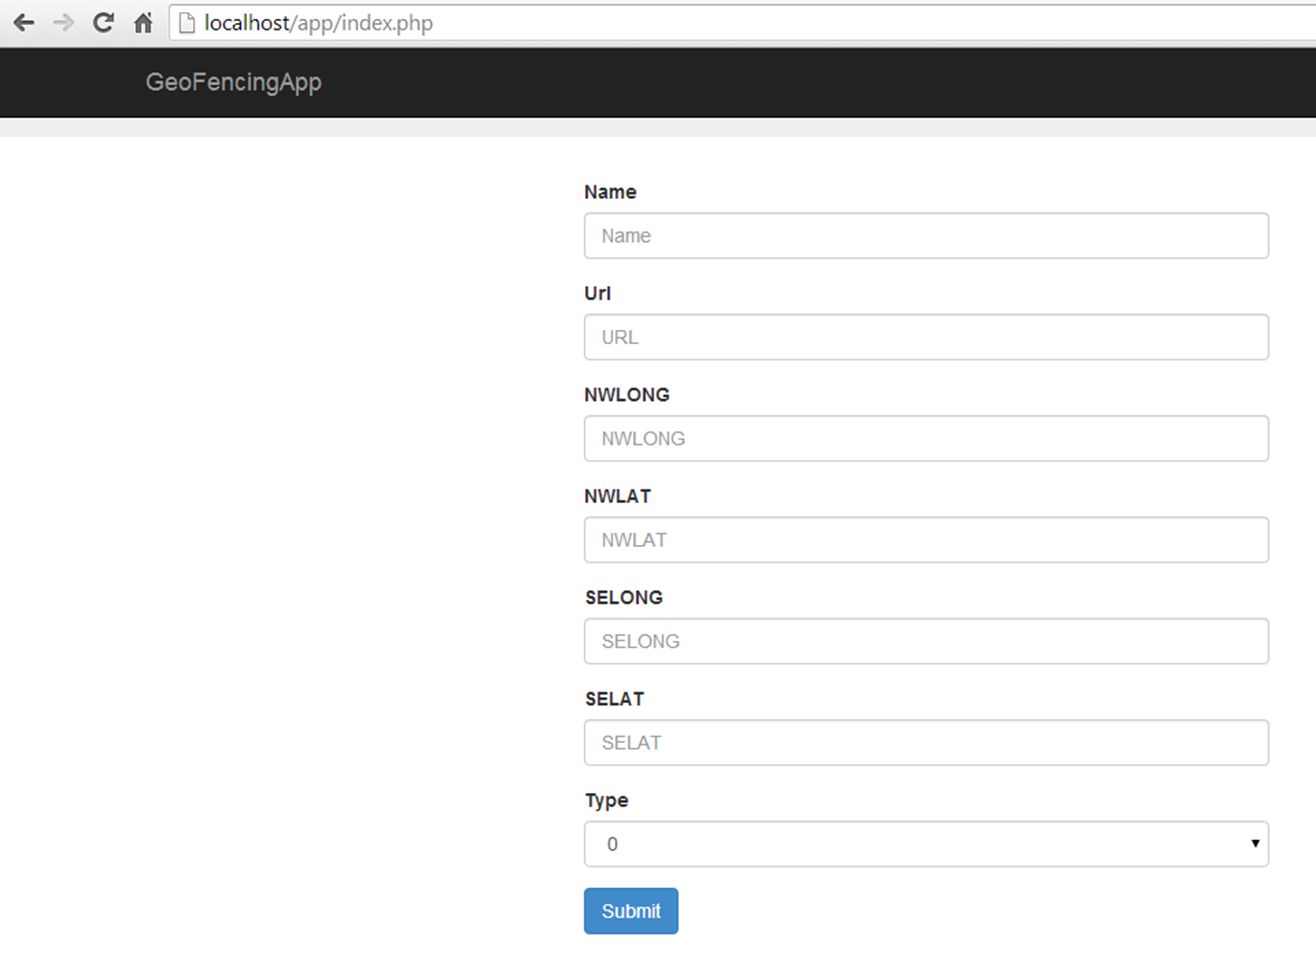 localhost/app/index.php
GeoFencingApp
Name
Name
Url
URL
NWLONG
NWLONG
NWLAT
NWLAT
SELONG
SELONG
SELAT
SELAT
Type
0
Submit